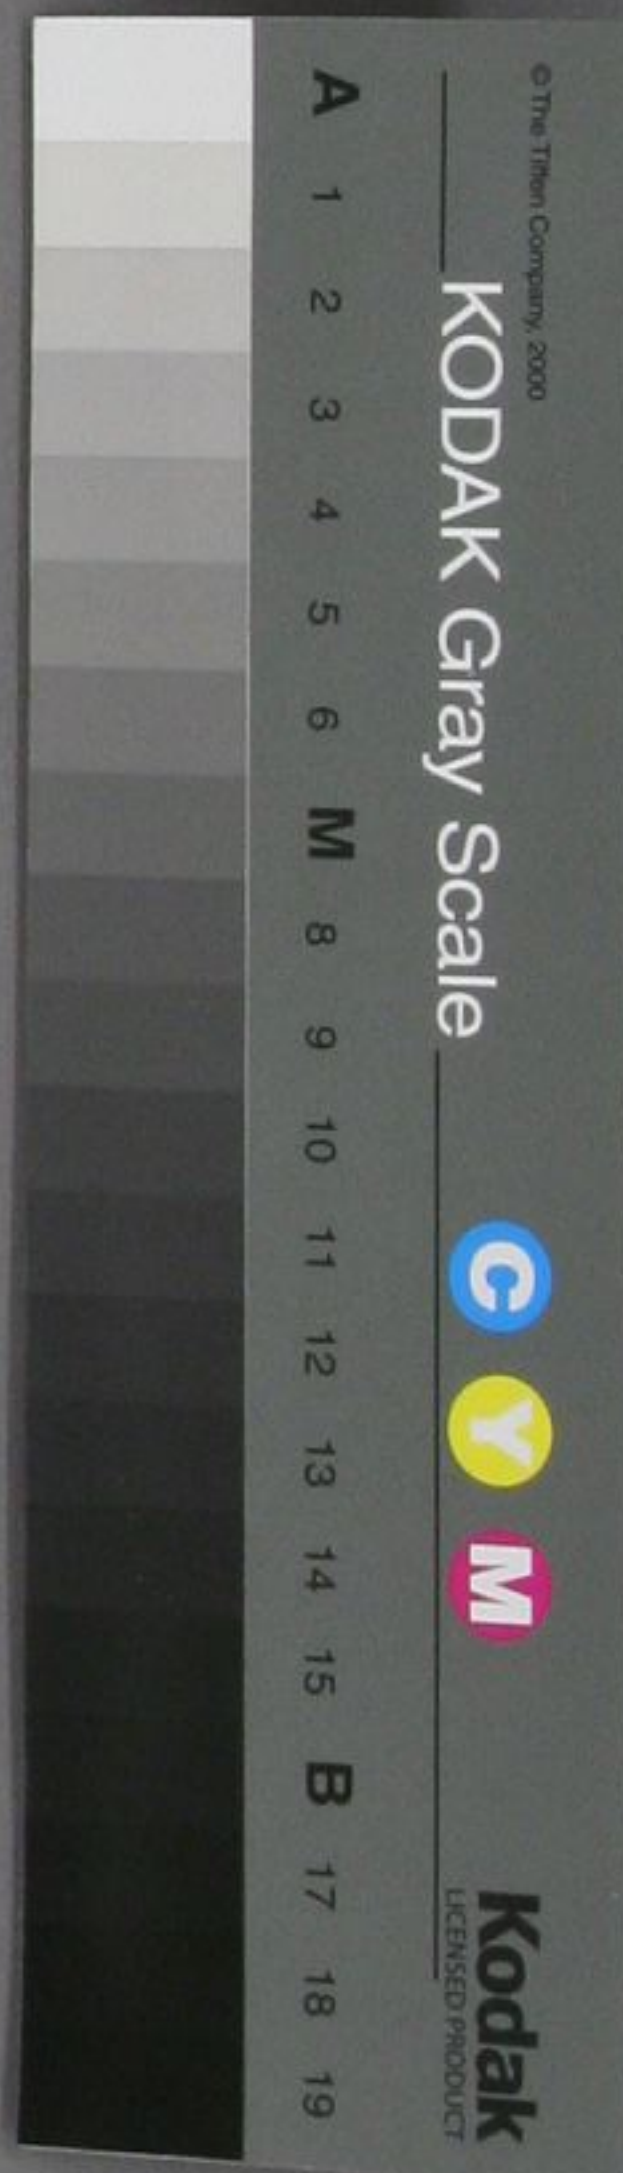 © The Tiffen Company, 2000
KODAK Gray Scale
C Y M
Kodak
LICENSED PRODUCT
A 1 2 3 4 5 6 M 8 9 10 11 12 13 14 15 B 17 18 19